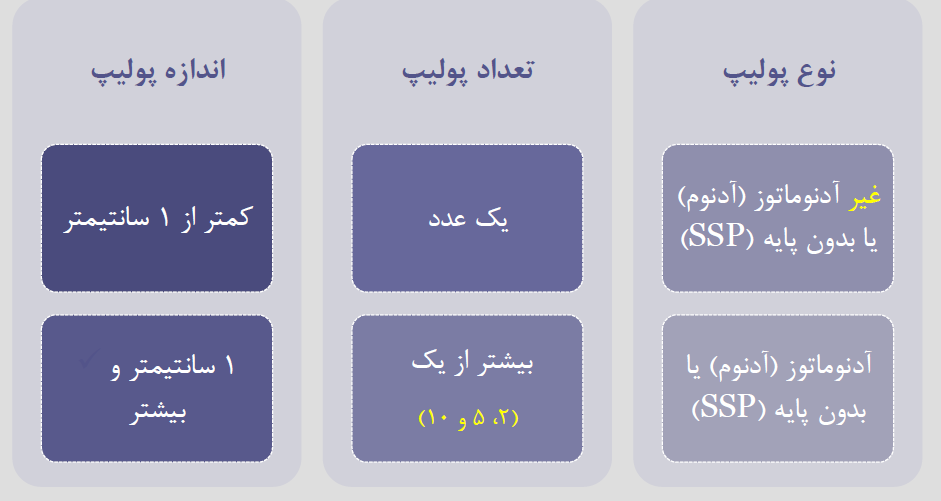 نوع پولیپ
غیر آدنوماتوز (آدنوم)
یا بدون پایه (SSP)
آدنوماتوز (آدنوم) یا
بدون پایه (SSP)
تعداد پولیپ
یک عدد
بیشتر از یک
(۲، ۵ و ۱۰)
اندازه پولیپ
کمتر از ۱ سانتیمتر
۱ سانتیمتر و
بیشتر